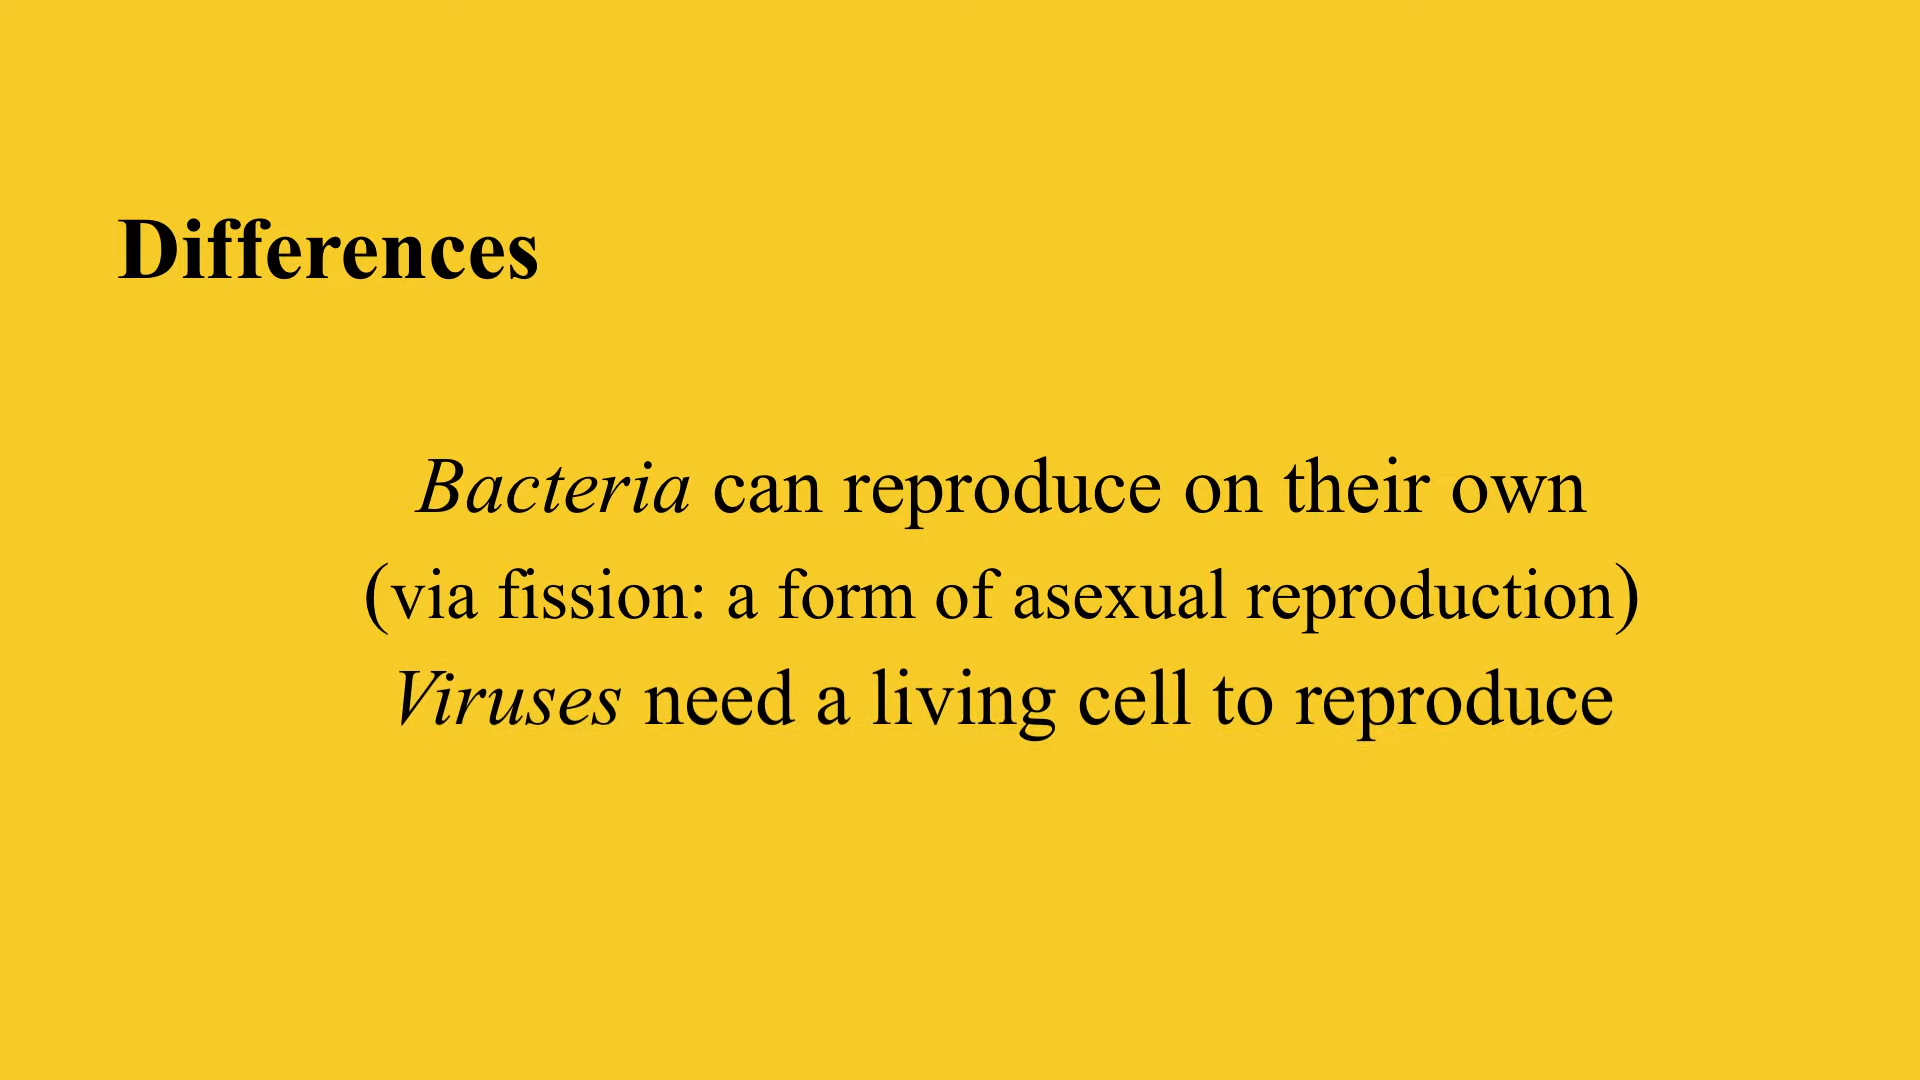 Differences
Bacteria can reproduce on their own
(via fission: a form of asexual reproduction)
Viruses need a living cell to reproduce